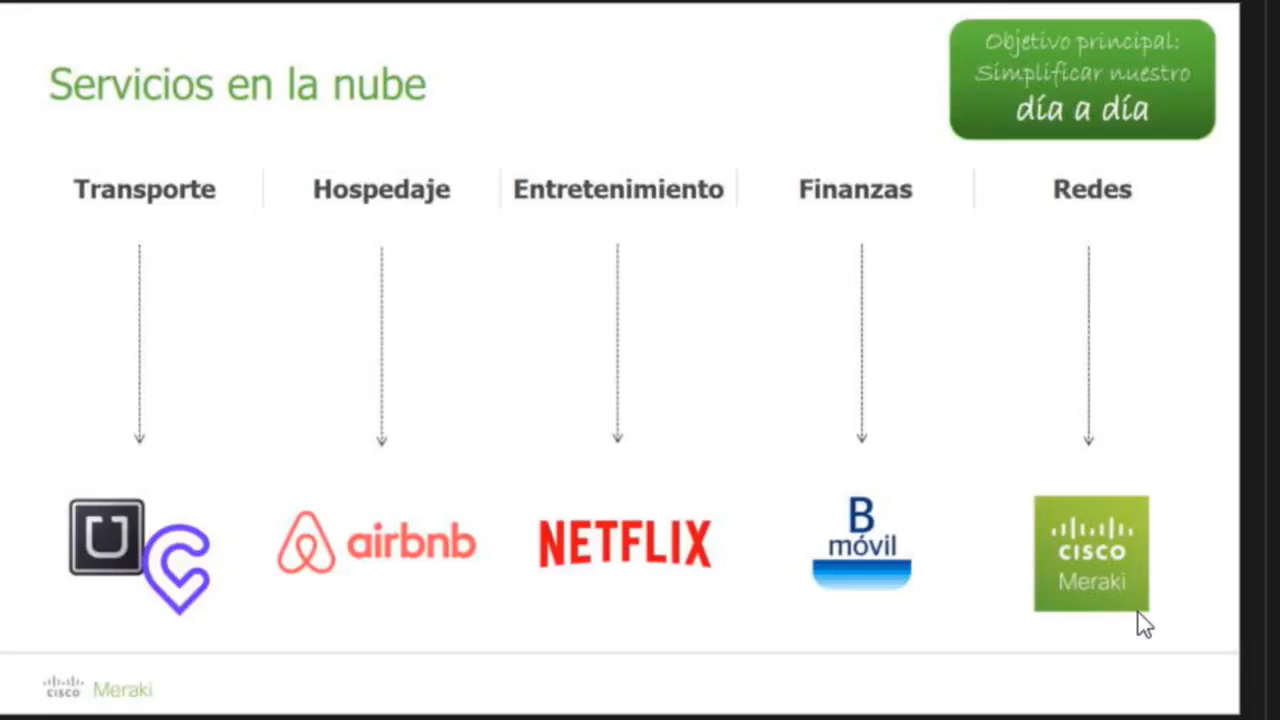 Objetivo principal:
Simplificar nuestro
día a día
Servicios en la nube
Transporte
Hospedaje
Entretenimiento
Finanzas
Redes
U
airbnb
NETFLIX
B
móvil
CISCO
Meraki
CISCO Meraki